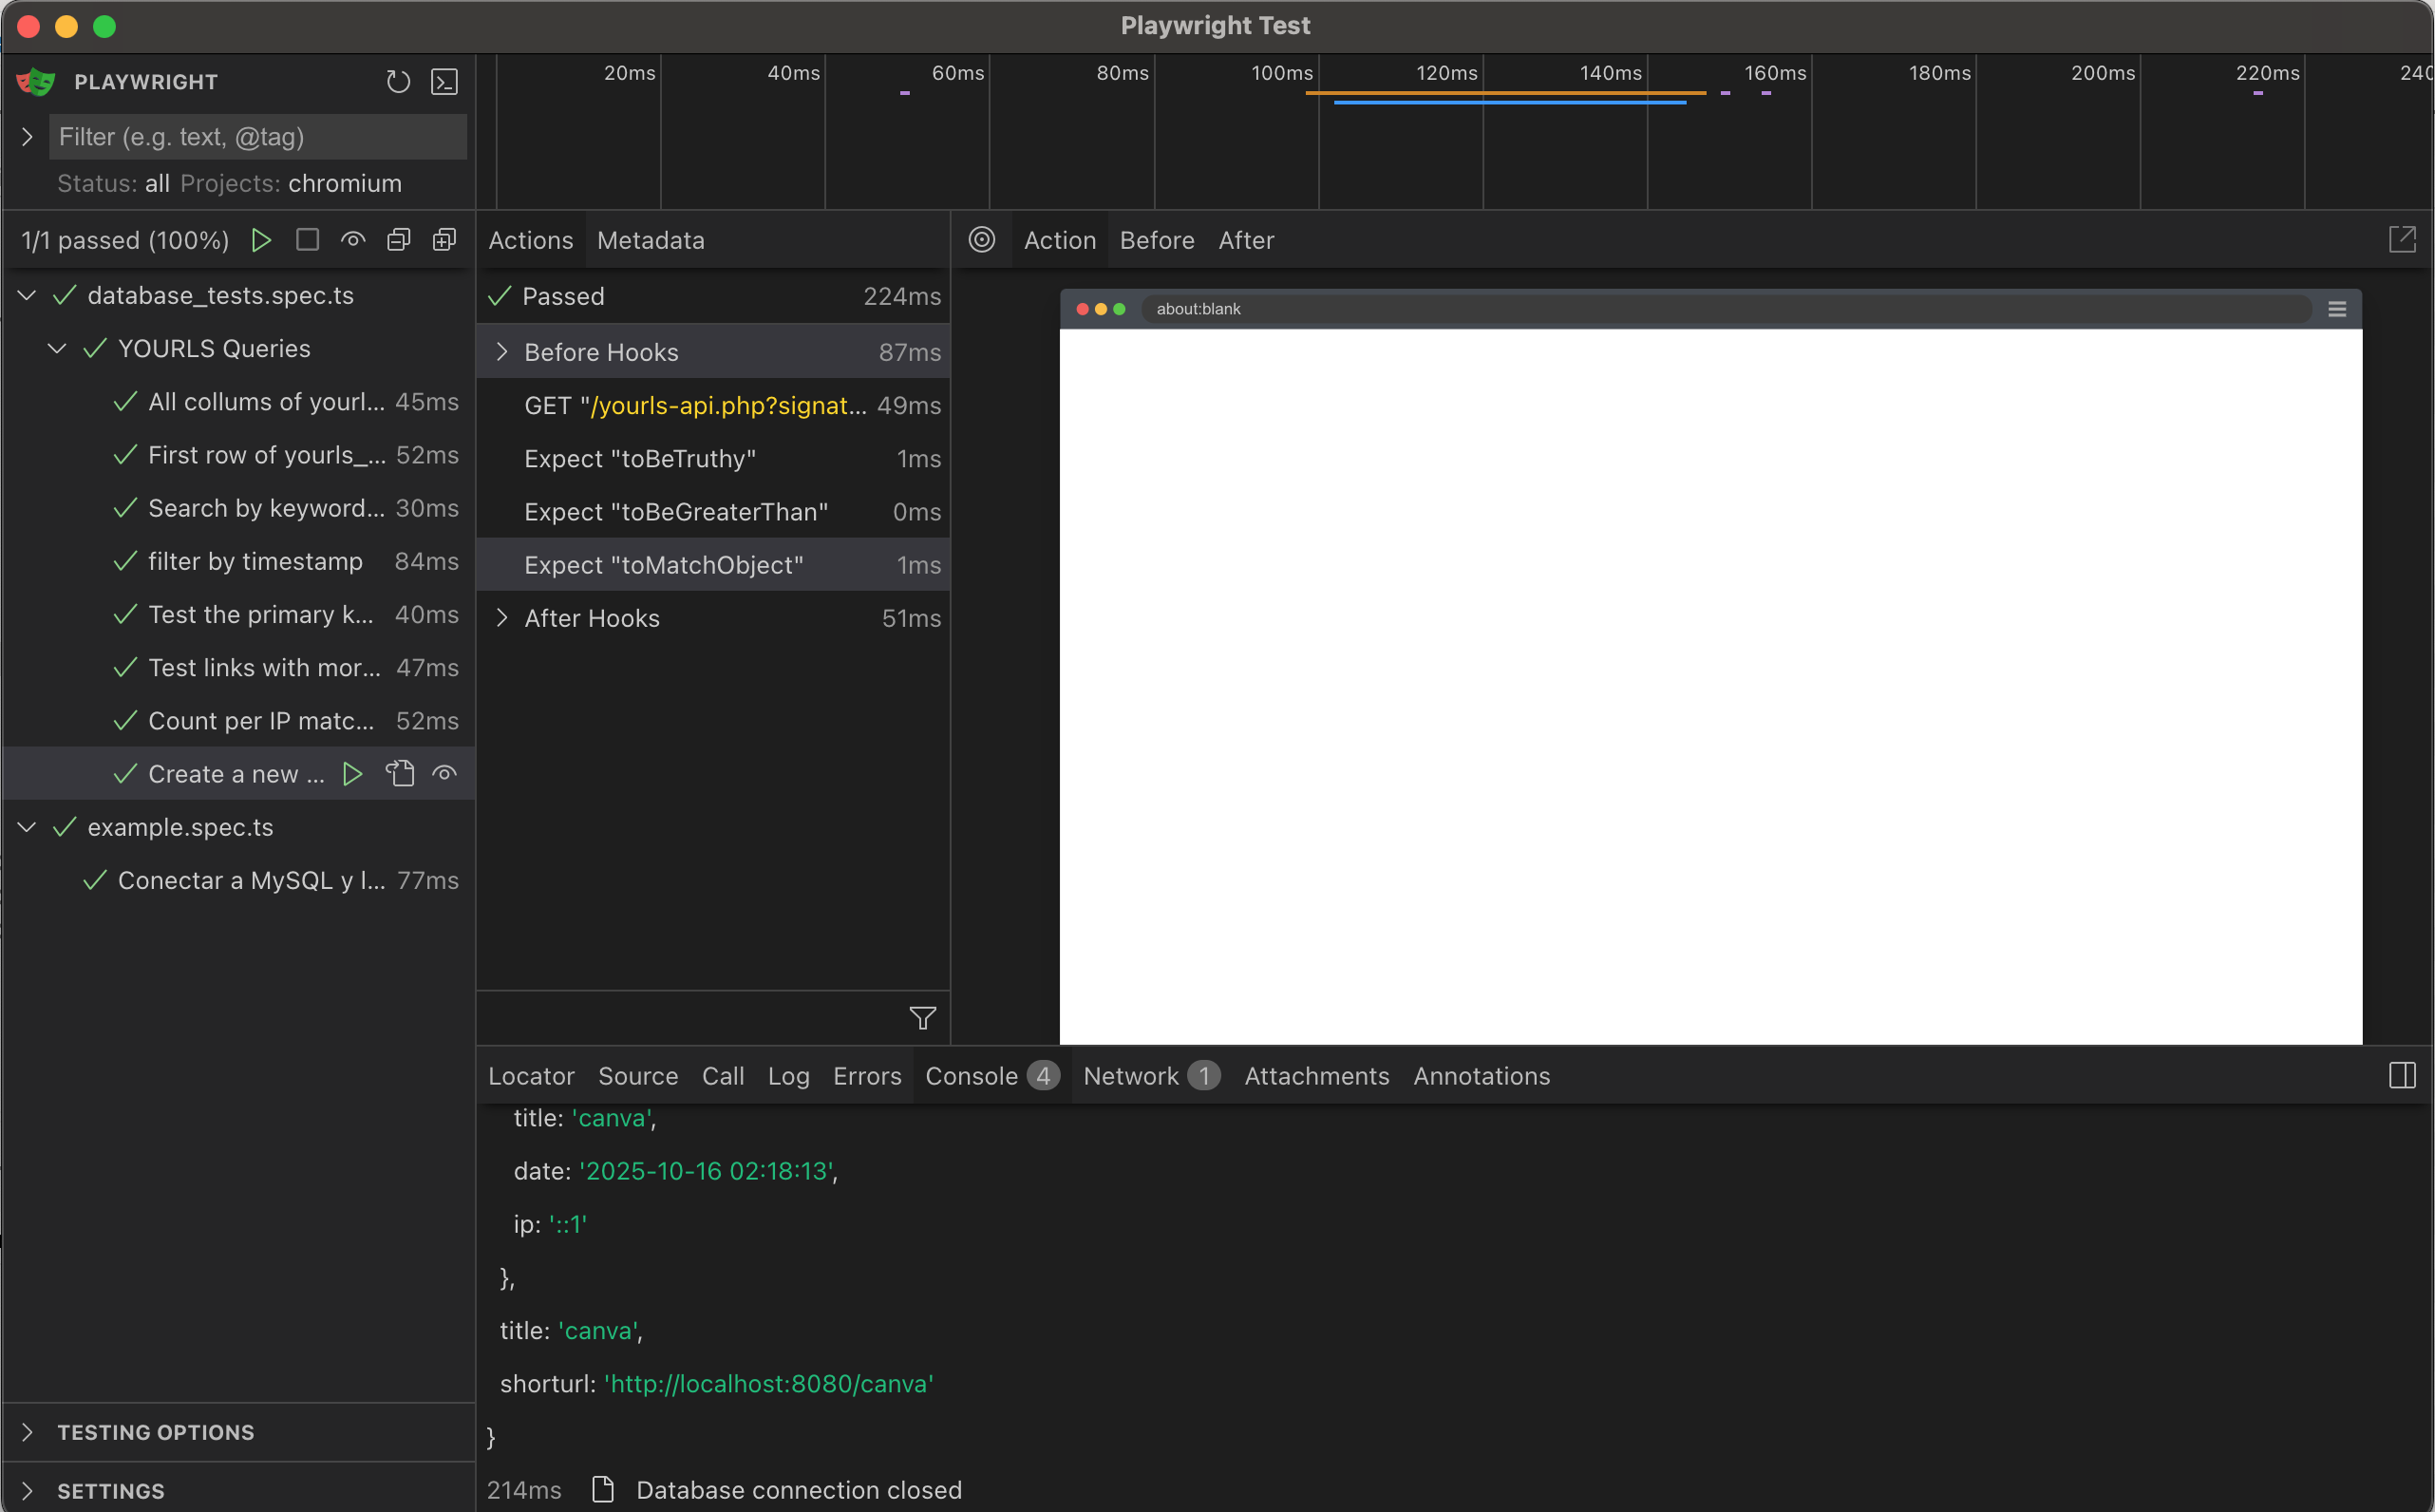 Playwright Test
PLAYWRIGHT
Filter (e.g. text, @tag)
Status: all Projects: chromium
20ms 40ms 60ms 80ms 100ms 120ms 140ms 160ms 180ms 200ms 220ms 240
1/1 passed (100%)
database_tests.spec.ts
YOURLS Queries
All collums of yourl... 45ms
First row of yourls_... 52ms
Search by keyword... 30ms
filter by timestamp 84ms
Test the primary k... 40ms
Test links with mor... 47ms
Count per IP matc... 52ms
Create a new ...
example.spec.ts
Conectar a MySQL y l... 77ms
TESTING OPTIONS
SETTINGS
Actions Metadata
Passed 224ms
Before Hooks 87ms
GET "/yourls-api.php?signat... 49ms
Expect "toBeTruthy" 1ms
Expect "toBeGreaterThan" 0ms
Expect "toMatchObject" 1ms
After Hooks 51ms
Action Before After
about:blank
Locator Source Call Log Errors Console 4 Network 1 Attachments Annotations
title: 'canva',
date: '2025-10-16 02:18:13',
ip: '::1'
},
title: 'canva',
shorturl: 'http://localhost:8080/canva'
}
214ms Database connection closed